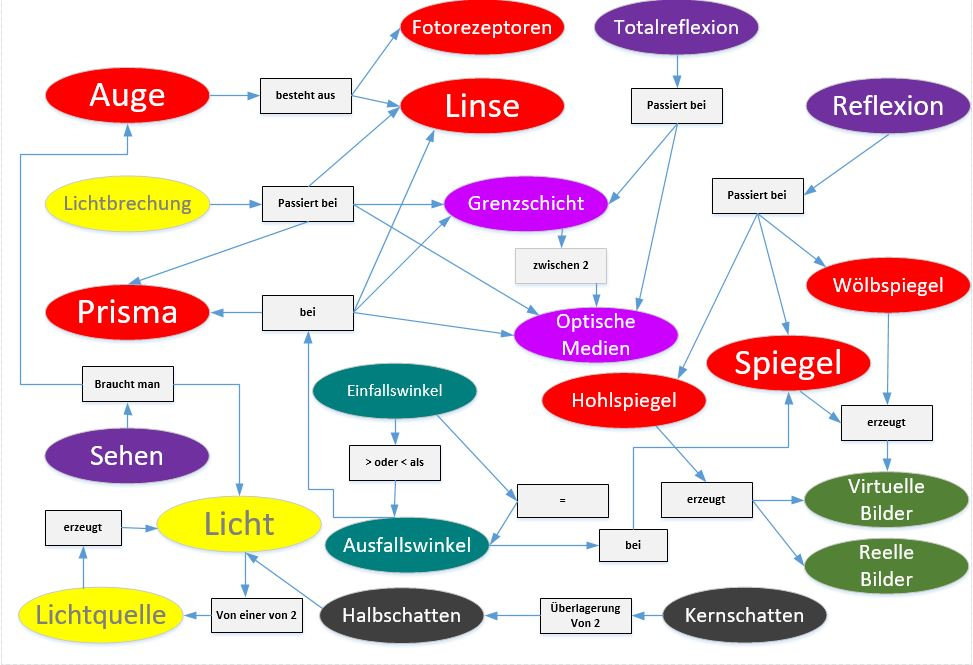 Fotorezeptoren
Totalreflexion
Auge
besteht aus
Linse
Passiert bei
Reflexion
Lichtbrechung
Passiert bei
Grenzschicht
Passiert bei
zwischen 2
Wölbspiegel
Prisma
bei
Optische
Medien
Spiegel
Braucht man
Einfallswinkel
Hohlspiegel
erzeugt
Sehen
> oder < als
Virtuelle
Bilder
erzeugt
=
Licht
erzeugt
Ausfallswinkel
bei
Reelle
Bilder
Lichtquelle
Von einer von 2
Halbschatten
Überlagerung
Von 2
Kernschatten